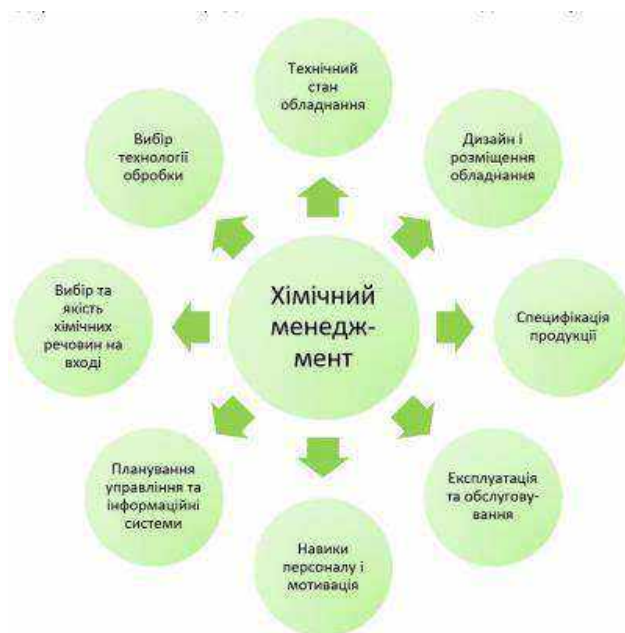 Технічний
стан
обладнання
Дизайн і
розміщення
обладнання
Специфікація
продукції
Експлуатація
та обслугову-
вання
Навики
персоналу і
мотивація
Планування
управління та
інформаційні
системи
Вибір та
якість
хімічних
речовин на
вході
Вибір
технології
обробки
Хімічний
менедж-
мент